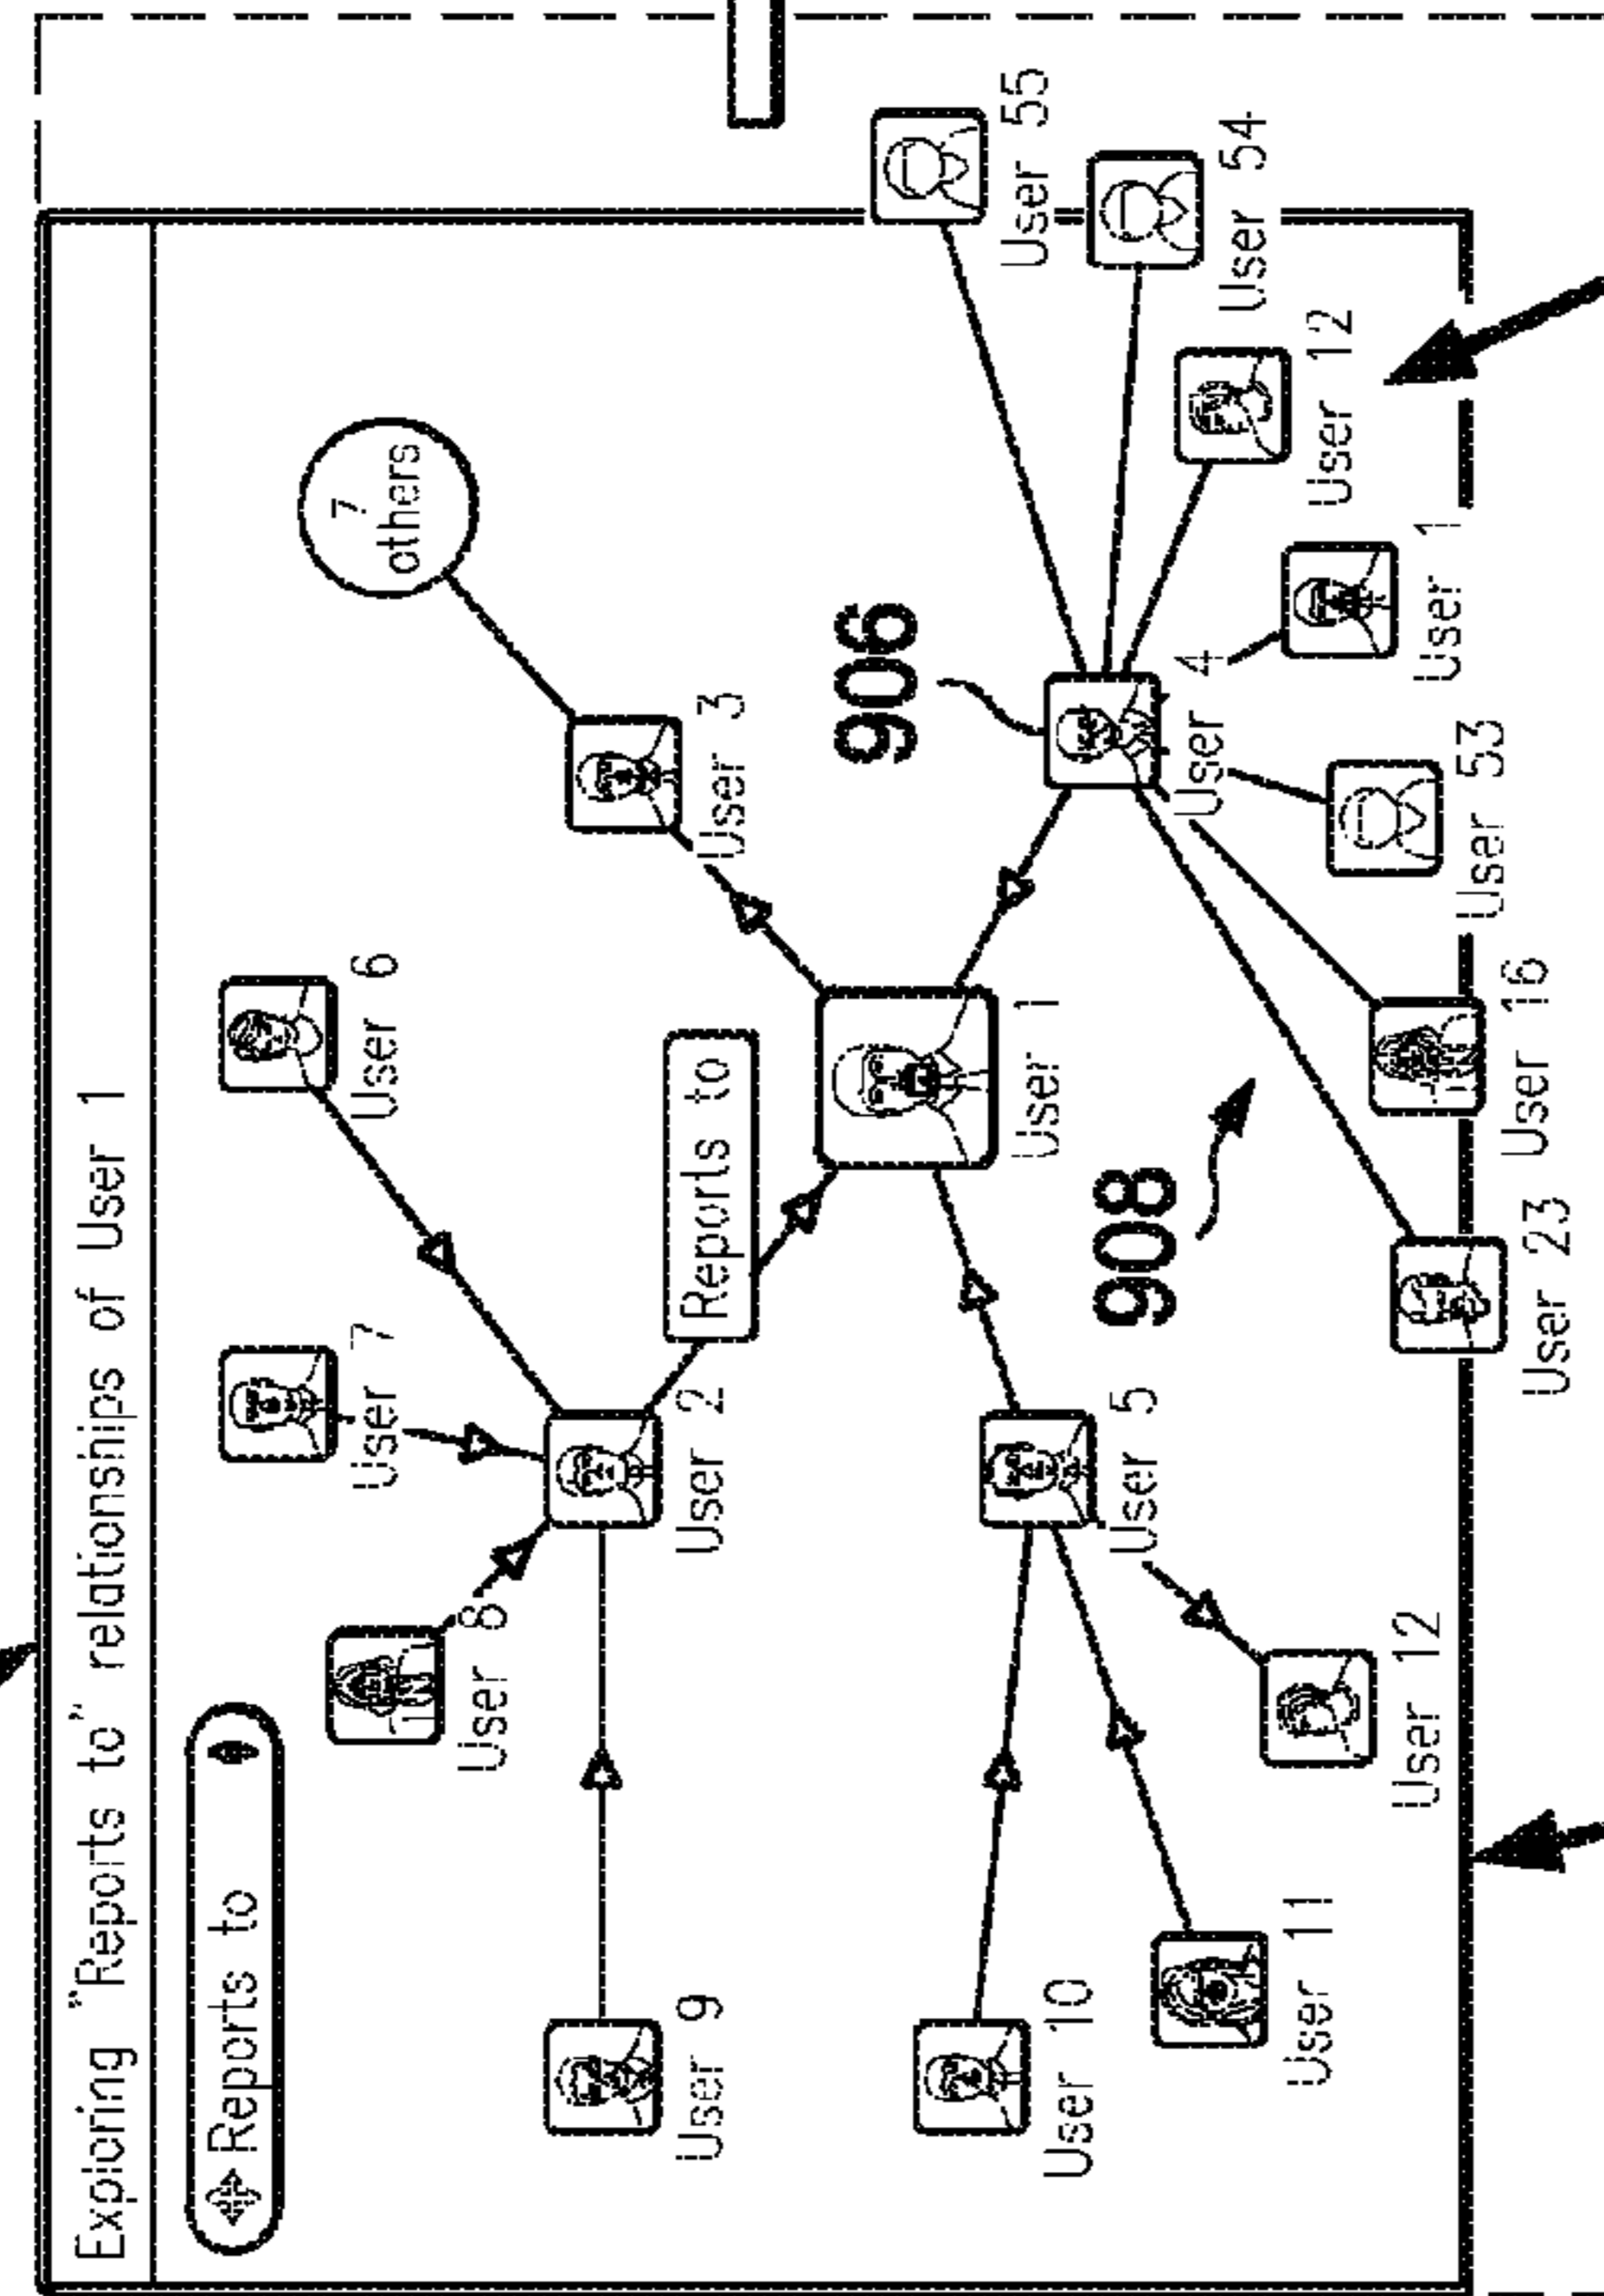 Exploring "Reports to" relationships of User 1
Reports to
User 6
User 7
User 8
7
others
User 9
User 2
Reports to
User 3
906
User 1
User 55
User 10
User 5
908
User 4
User 54
User 11
User 12
User 12
User 1
User 53
User 16
User 23